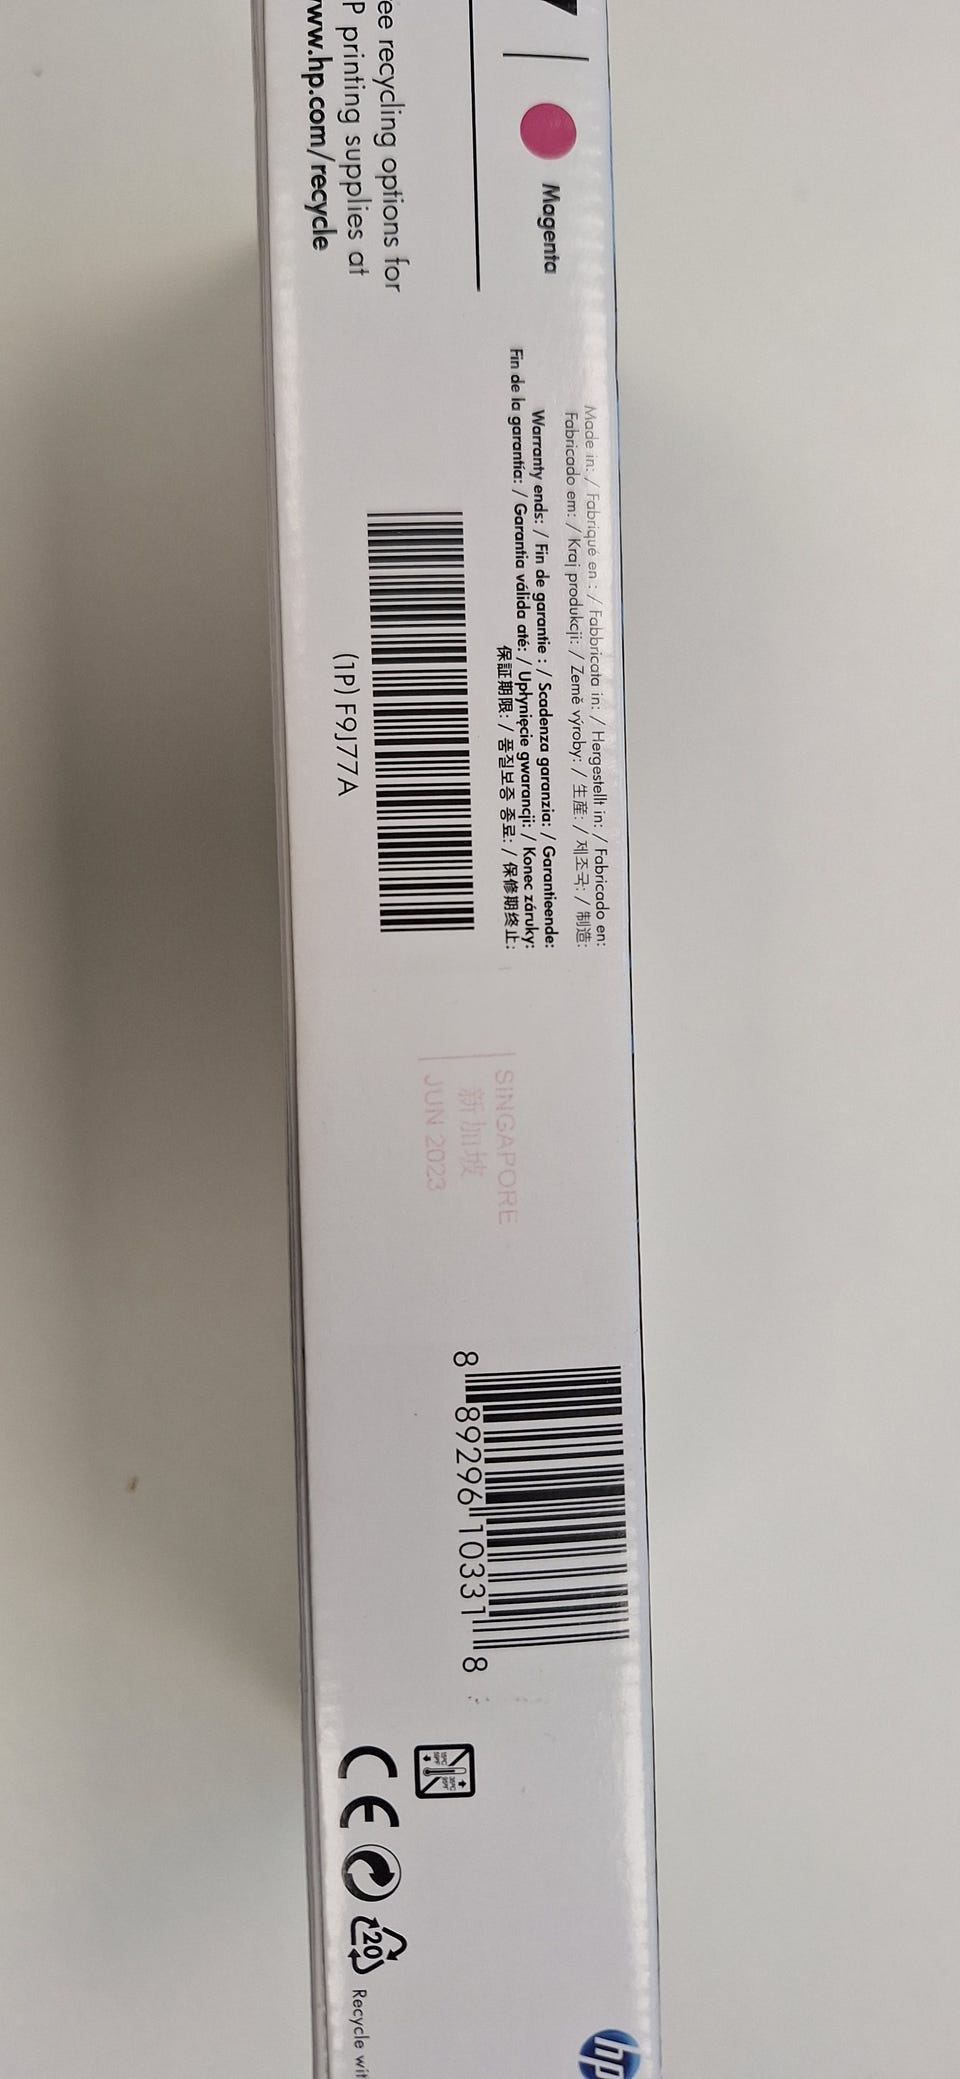 Magenta
ee recycling options for
P printing supplies at
ww.hp.com/recycle
Made in: / Fabriqué en : / Fabbricata in: / Hergestellt in: / Fabricado en:
Fabricado em: / Kraj produkcji: / Země výroby: / 生産: / 제조국: / 制造:
Warranty ends: / Fin de garantie : / Scadenza garanzia: / Garantieende:
Fin de la garantía: / Garantia válida até: / Upłynięcie gwarancji: / Konec záruky:
保証期限: / 품질보증 종료: / 保修期终止:
(1P) F9J77A
SINGAPORE
新加坡
JUN 2023
8 89296 10331 8
CE
20
Recycle wit
hp